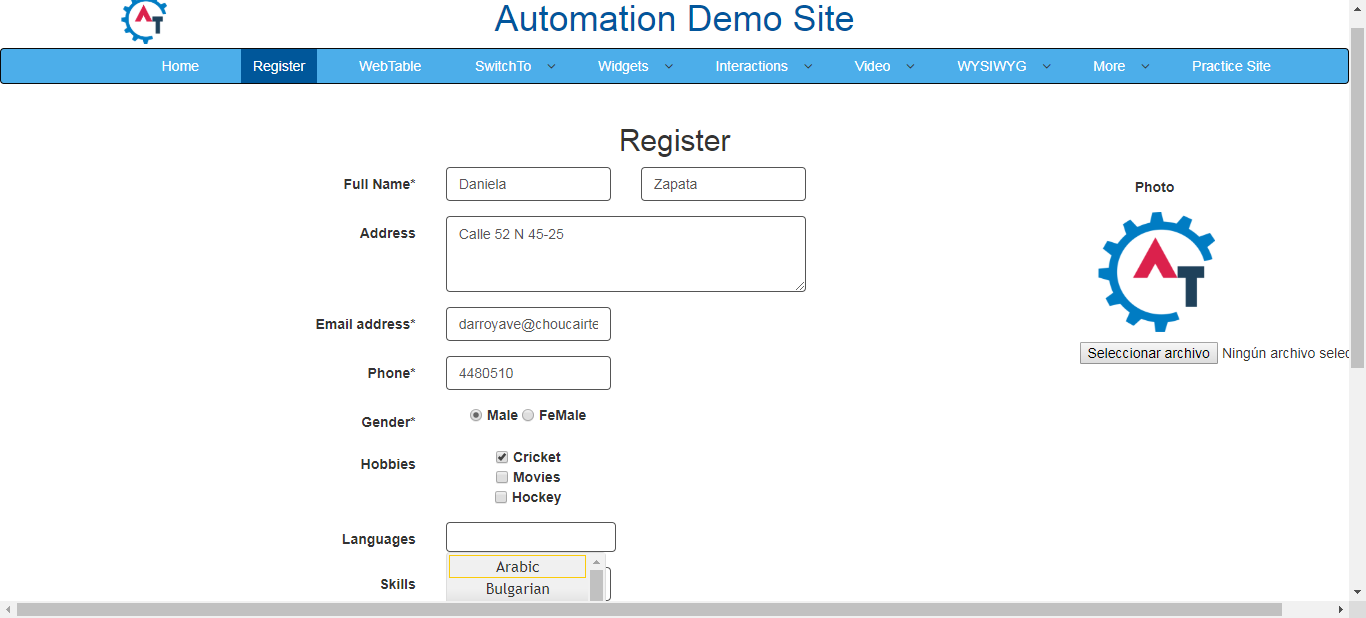 AT
Automation Demo Site
Home Register WebTable SwitchTo Widgets Interactions Video WYSIWYG More Practice Site
Register
Full Name* Daniela Zapata
Photo
Address Calle 52 N 45-25
AT
Email address* darroyave@choucairte
Seleccionar archivo Ningún archivo selec
Phone* 4480510
Gender* Male FeMale
Hobbies Cricket
Movies
Hockey
Languages
Arabic
Skills
Bulgarian